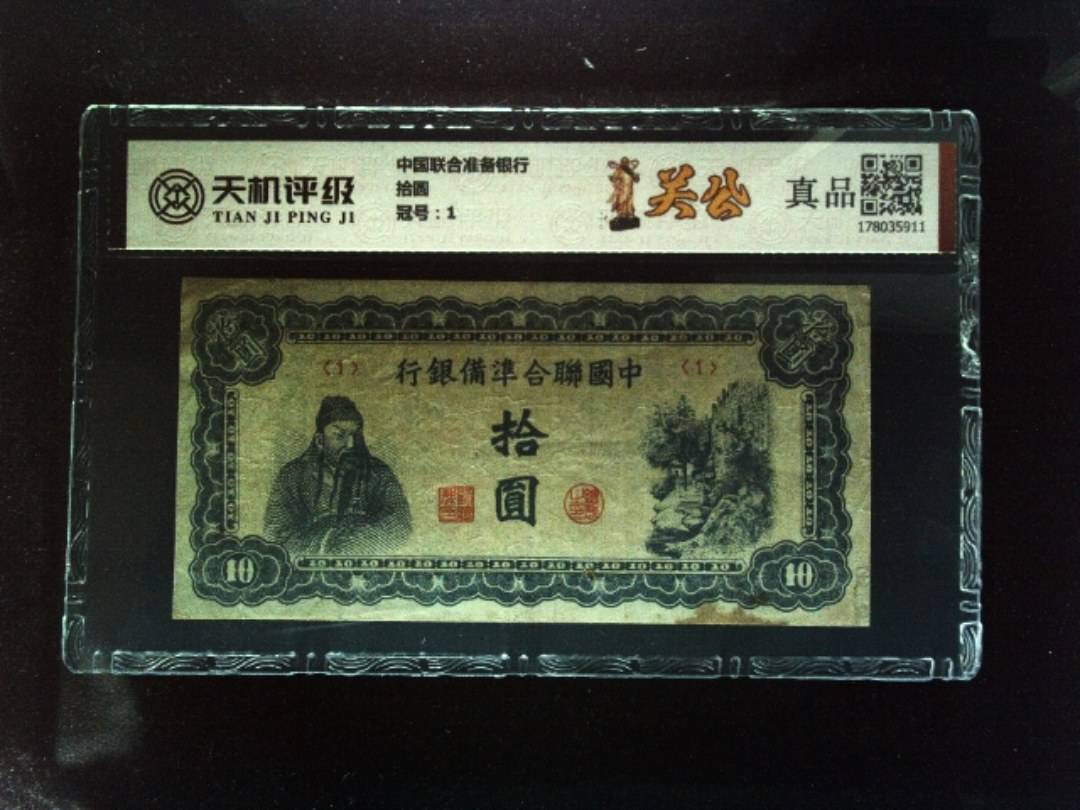 天机评级
TIAN JI PING JI
中国联合准备银行
拾圆
冠号：1
关公
真品
178035911
〈1〉
行銀備準合聯國中
〈1〉
拾
圓
10
10